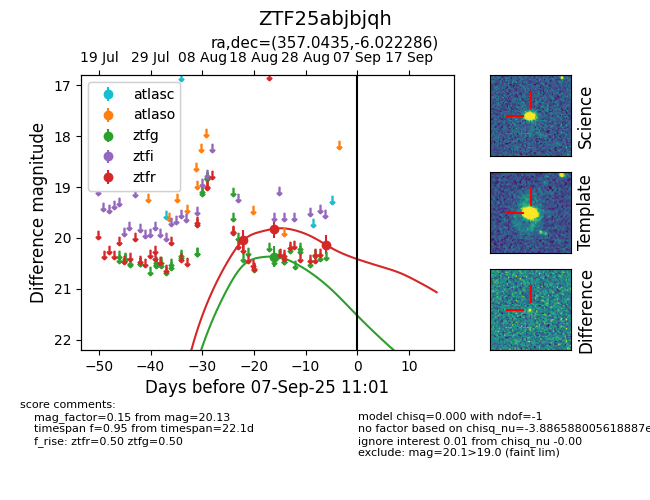 ZTF25abjbjqh
ra,dec=(357.0435,-6.022286)
19 Jul 29 Jul 08 Aug 18 Aug 28 Aug 07 Sep 17 Sep
17
18
19
20
21
22
Difference magnitude
atlasc
atlaso
ztfg
ztfi
ztfr
−50 −40 −30 −20 −10 0 10
Days before 07-Sep-25 11:01
Science
Template
Difference
score comments:
mag_factor=0.15 from mag=20.13
timespan f=0.95 from timespan=22.1d
f_rise: ztfr=0.50 ztfg=0.50
model chisq=0.000 with ndof=-1
no factor based on chisq_nu=-3.886588005618887e
ignore interest 0.01 from chisq_nu -0.00
exclude: mag=20.1>19.0 (faint lim)